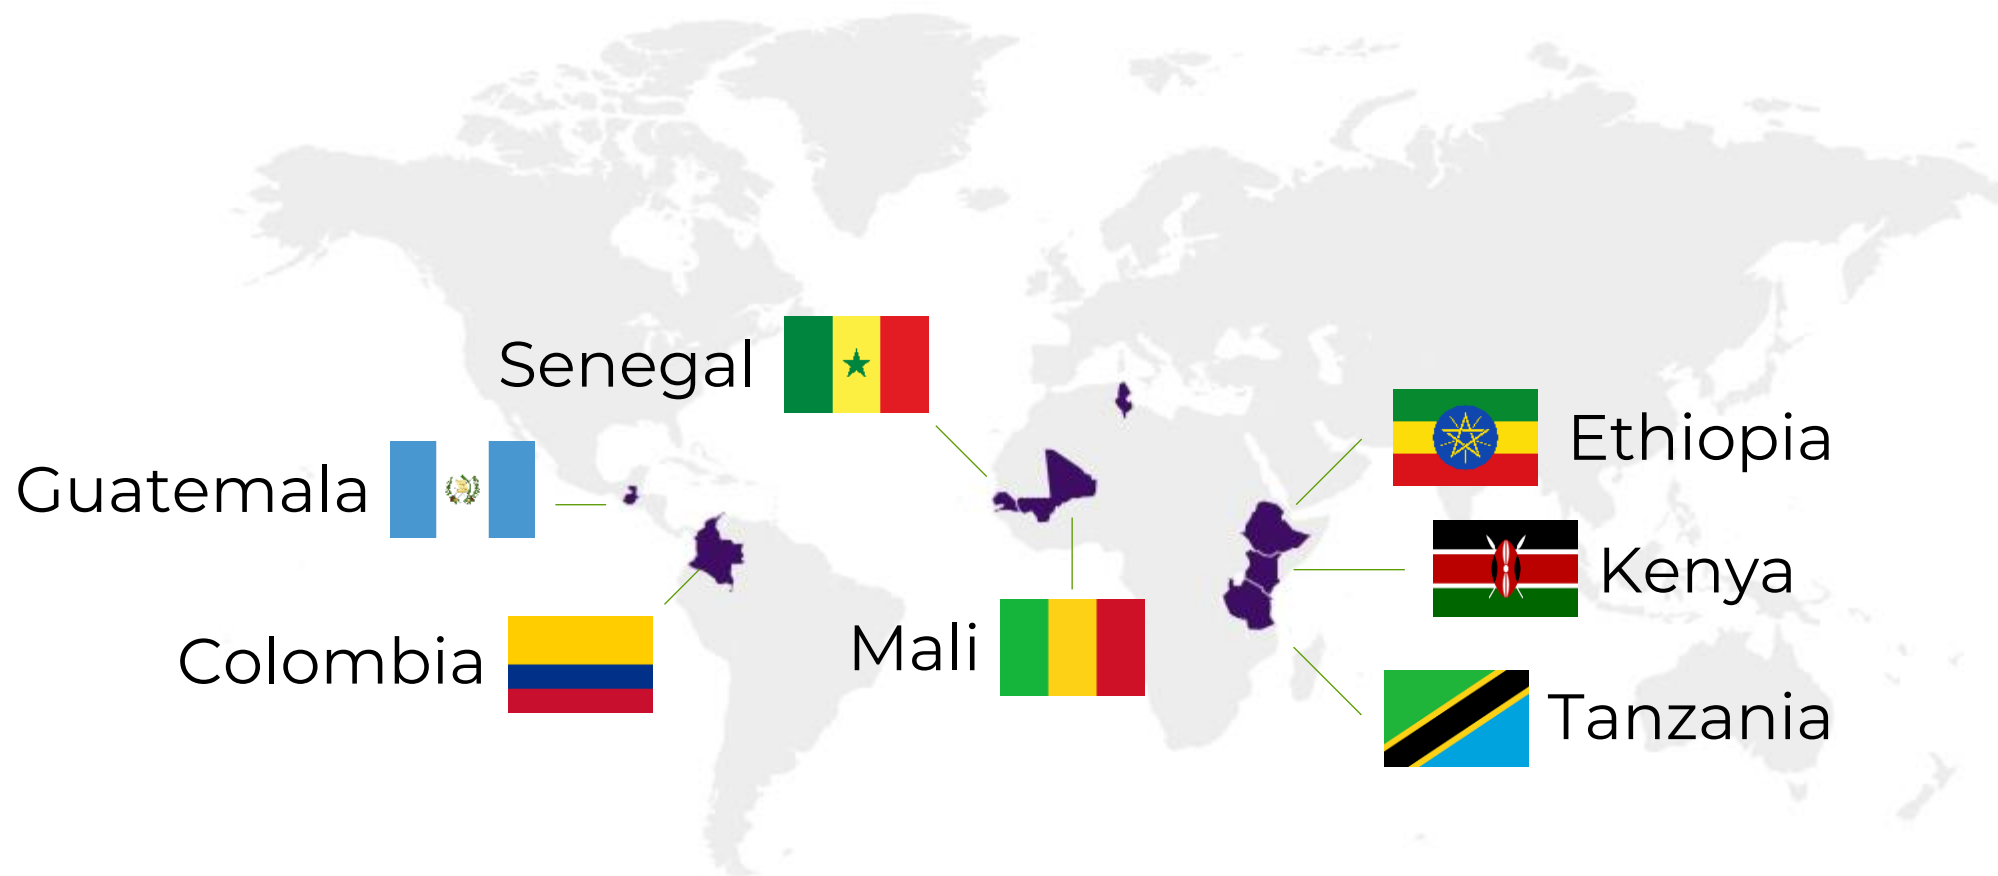 Senegal
Ethiopia
Guatemala
Kenya
Colombia
Mali
Tanzania